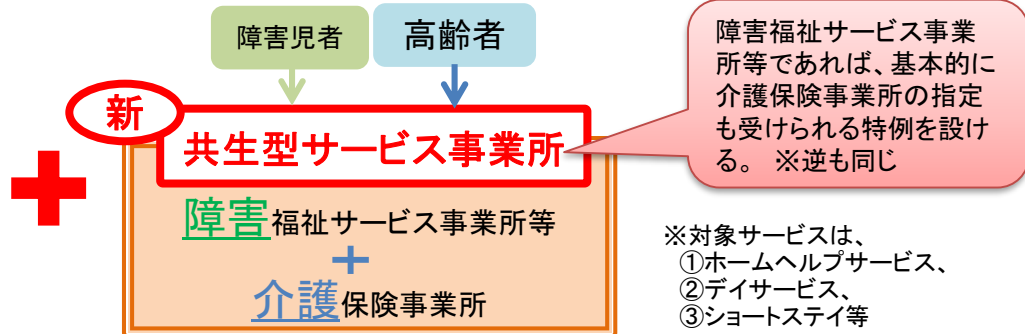 障害児者
高齢者
新
共生型サービス事業所
障害福祉サービス事業所等
+
介護保険事業所
障害福祉サービス事業
所等であれば、基本的に
介護保険事業所の指定
も受けられる特例を設け
る。 ※逆も同じ
※対象サービスは、
①ホームヘルプサービス、
②デイサービス、
③ショートステイ等